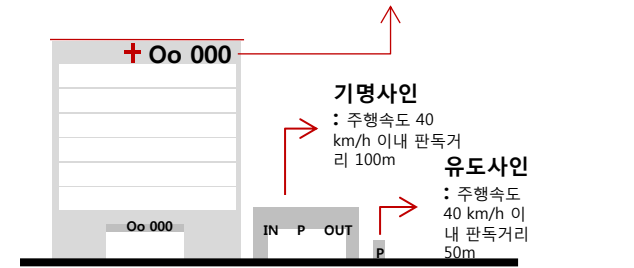 Oo 000
기명사인
: 주행속도 40
km/h 이내 판독거
리 100m
유도사인
: 주행속도
40 km/h 이
내 판독거리
50m
Oo 000
IN P OUT
P